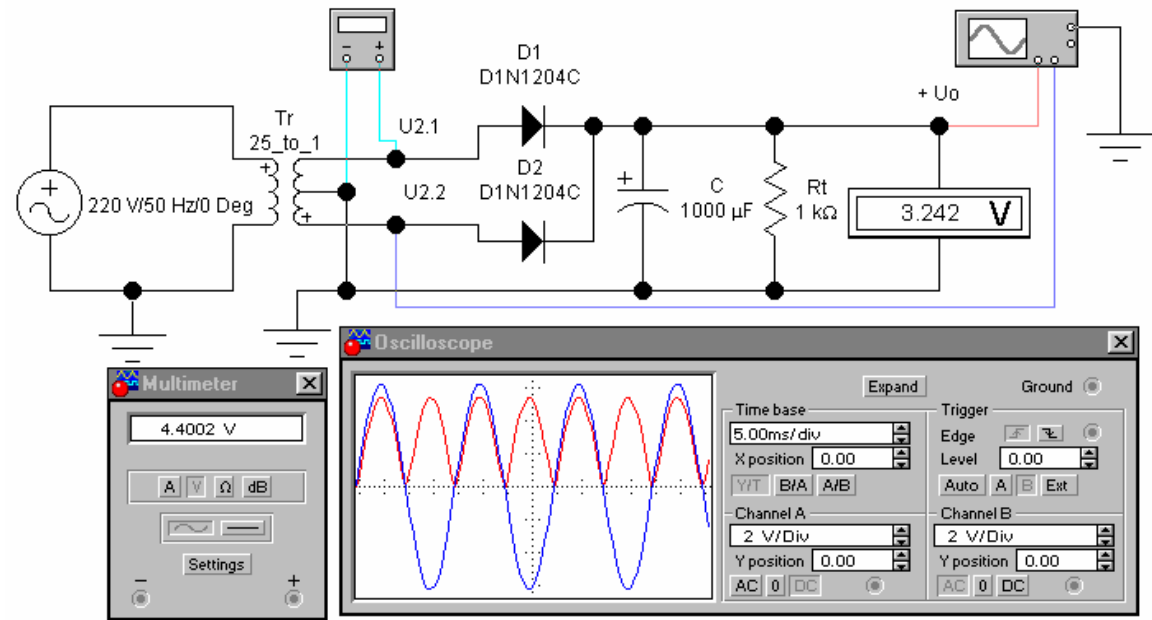 D1
D1N1204C
+ Uo
Tr
25_to_1
U2.1
D2
D1N1204C
U2.2
220 V/50 Hz/0 Deg
C
1000 µF
Rt
1 kΩ
3.242 V
Multimeter
4.4002 V
A V Ω dB
Settings
Oscilloscope
Expand
Ground
Time base
5.00ms/div
X position 0.00
Y/T B/A A/B
Trigger
Edge
Level 0.00
Auto A B Ext
Channel A
2 V/Div
Y position 0.00
AC 0 DC
Channel B
2 V/Div
Y position 0.00
AC 0 DC